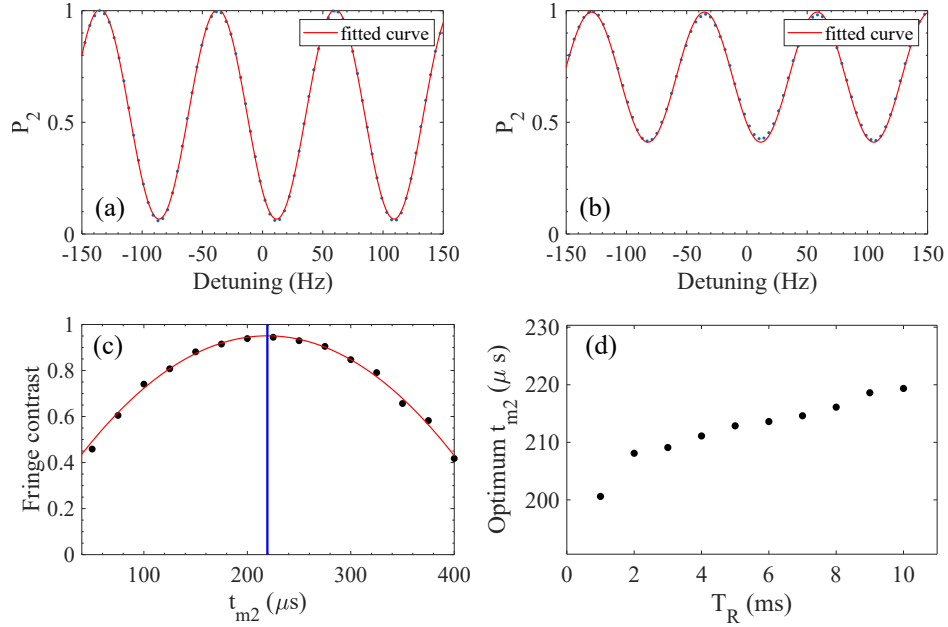 1
0.5
0
P2
(a)
fitted curve
-150 -100 -50 0 50 100 150
Detuning (Hz)
1
0.5
0
P2
(b)
fitted curve
-150 -100 -50 0 50 100 150
Detuning (Hz)
1
0.8
0.6
0.4
0.2
0
Fringe contrast
(c)
100 200 300 400
tm2 (μs)
230
220
210
200
Optimum tm2 (μ s)
(d)
0 2 4 6 8 10
TR (ms)